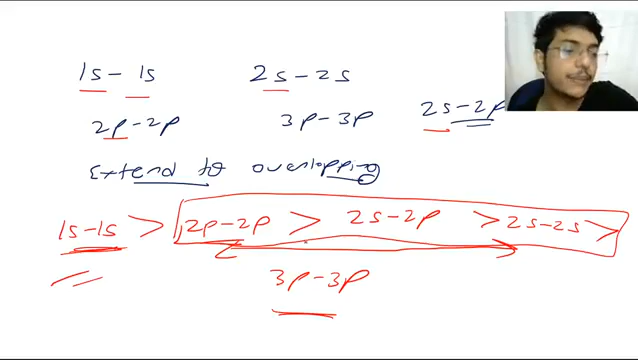 1s - 1s 2s - 2s
2p - 2p 3p - 3p 2s - 2p
Extend to overlapping
1s - 1s > 2p - 2p > 2s - 2p > 2s - 2s >
3p - 3p